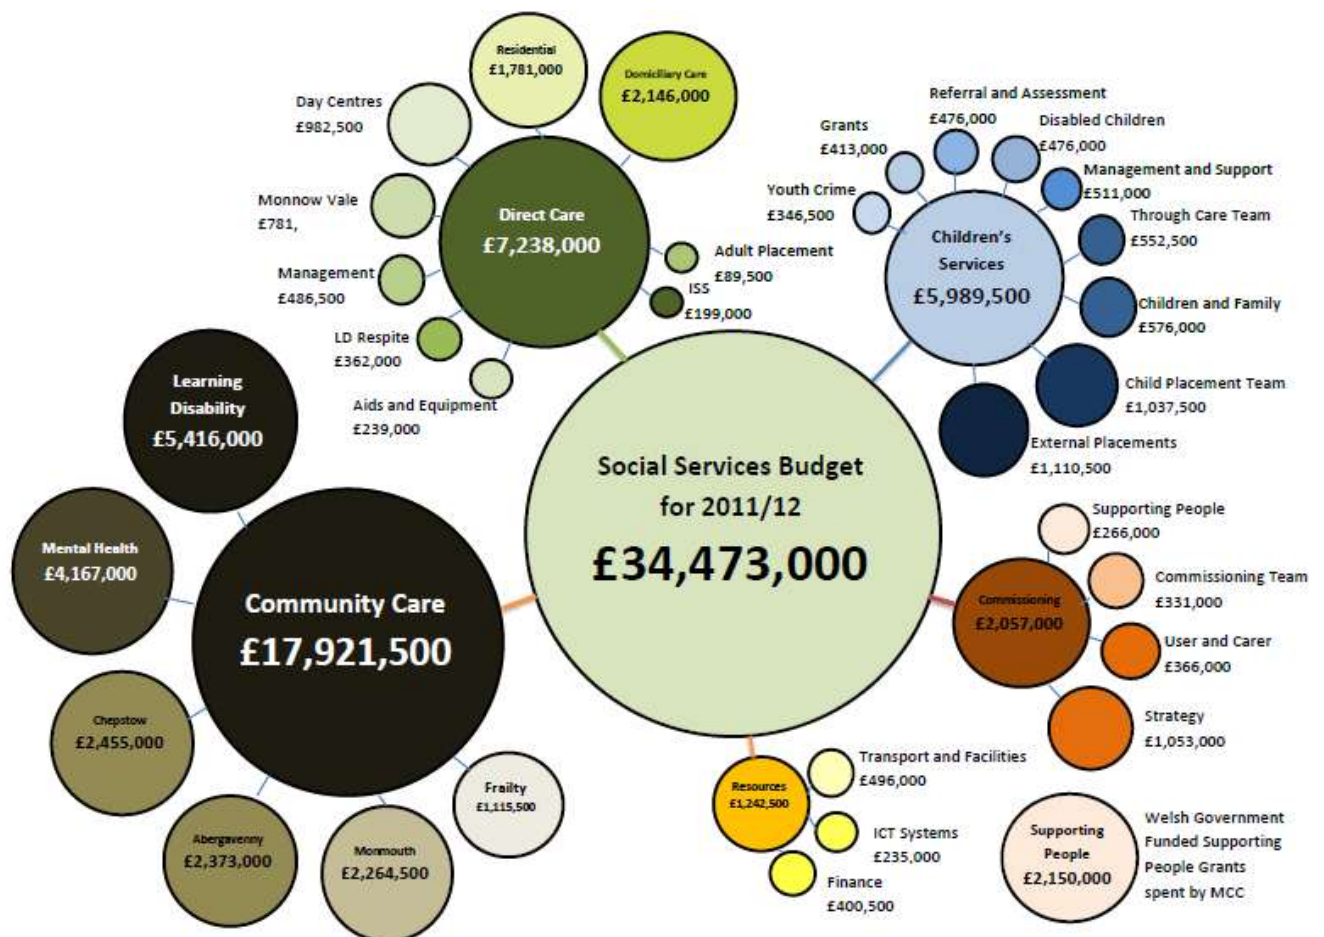 Residential
£1,781,000
Domiciliary Care
£2,146,000
Day Centres
£982,500
Monnow Vale
£781,
Management
£486,500
LD Respite
£362,000
Aids and Equipment
£239,000
Direct Care
£7,238,000
Adult Placement
£89,500
ISS
£199,000
Referral and Assessment
£476,000
Disabled Children
£476,000
Grants
£413,000
Management and Support
£511,000
Youth Crime
£346,500
Through Care Team
£552,500
Children's
Services
£5,989,500
Children and Family
£576,000
Child Placement Team
£1,037,500
External Placements
£1,110,500
Social Services Budget
for 2011/12
£34,473,000
Learning
Disability
£5,416,000
Mental Health
£4,167,000
Community Care
£17,921,500
Chepstow
£2,455,000
Abergavenny
£2,373,000
Monmouth
£2,264,500
Frailty
£1,115,500
Supporting People
£266,000
Commissioning Team
£331,000
Commissioning
£2,057,000
User and Carer
£366,000
Strategy
£1,053,000
Resources
£1,242,500
Transport and Facilities
£496,000
ICT Systems
£235,000
Finance
£400,500
Supporting
People
£2,150,000
Welsh Government
Funded Supporting
People Grants
spent by MCC